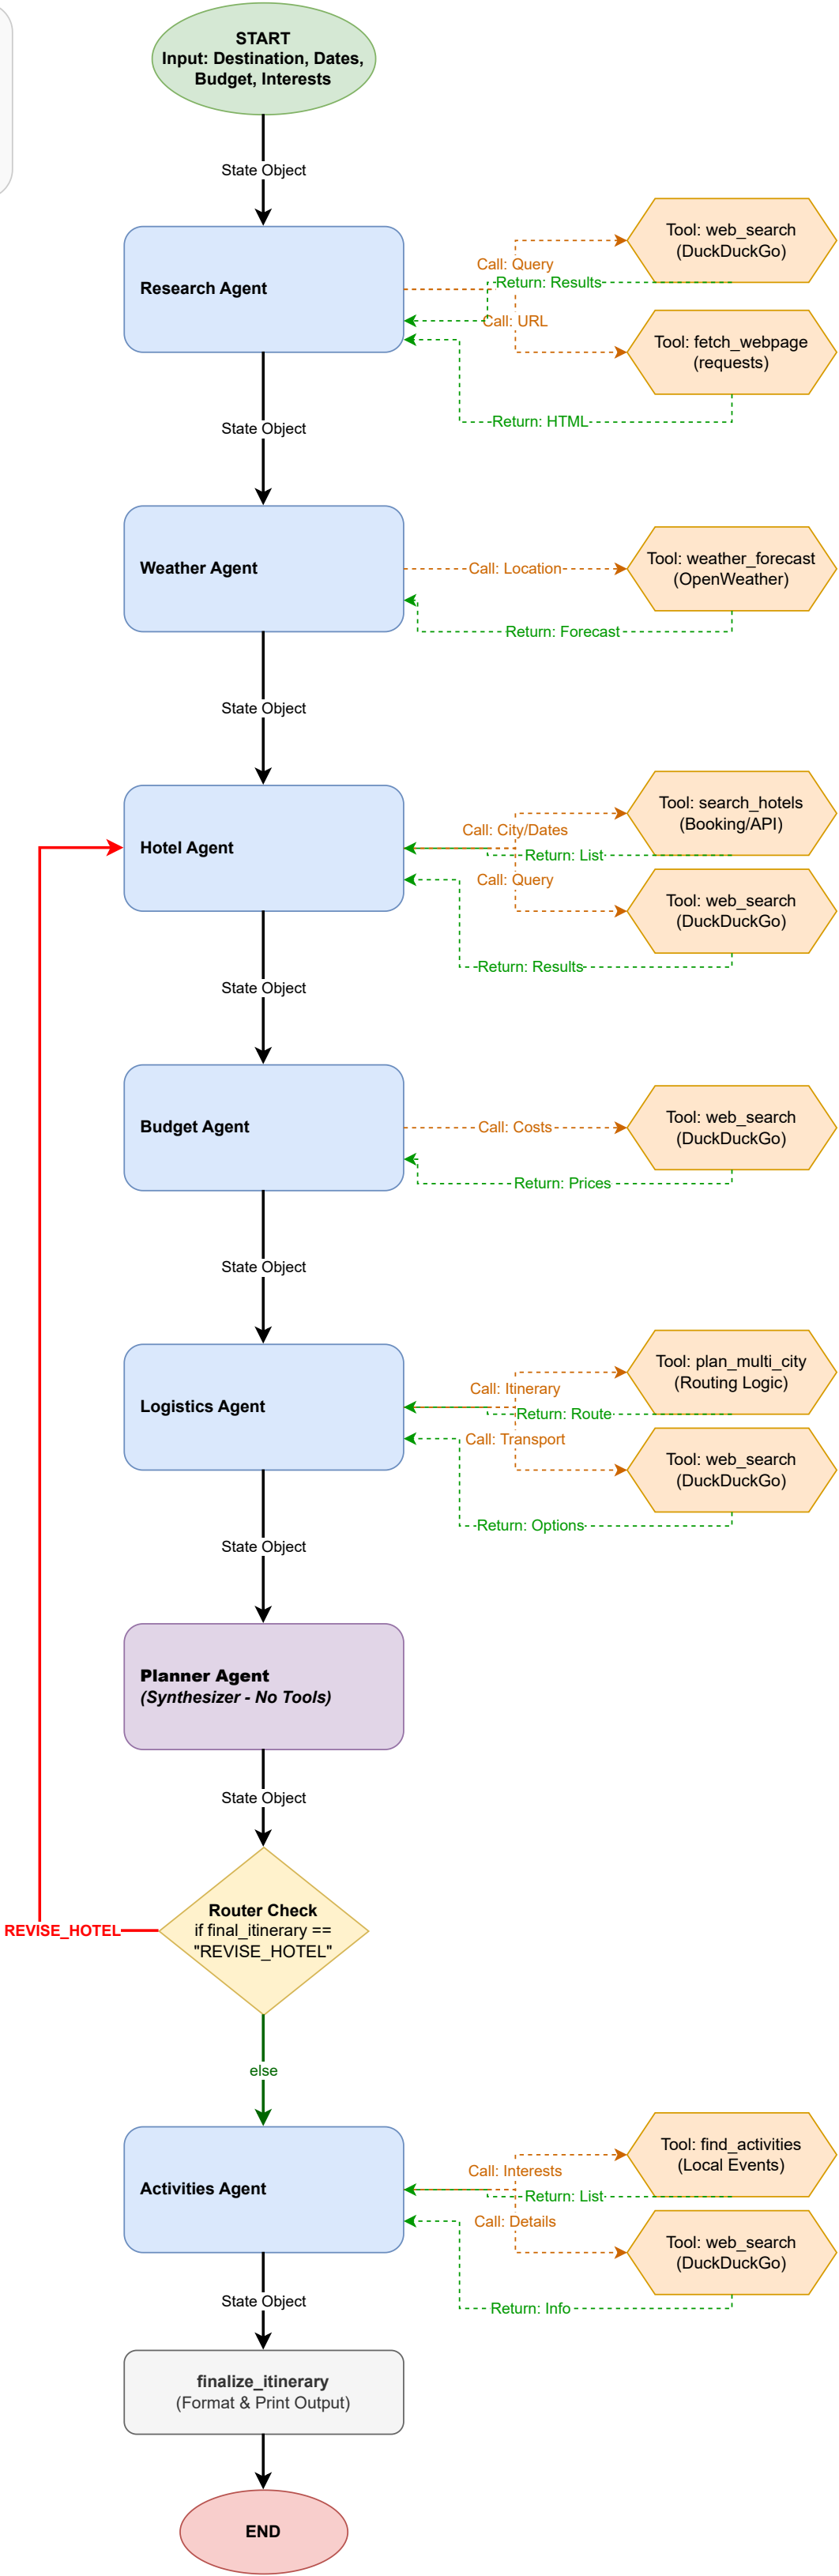 START
Input: Destination, Dates,
Budget, Interests
State Object
Research Agent
Call: Query
Return: Results
Call: URL
Return: HTML
Tool: web_search
(DuckDuckGo)
Tool: fetch_webpage
(requests)
State Object
Weather Agent
Call: Location
Return: Forecast
Tool: weather_forecast
(OpenWeather)
State Object
Hotel Agent
Call: City/Dates
Return: List
Call: Query
Return: Results
Tool: search_hotels
(Booking/API)
Tool: web_search
(DuckDuckGo)
State Object
Budget Agent
Call: Costs
Return: Prices
Tool: web_search
(DuckDuckGo)
State Object
Logistics Agent
Call: Itinerary
Return: Route
Call: Transport
Return: Options
Tool: plan_multi_city
(Routing Logic)
Tool: web_search
(DuckDuckGo)
State Object
Planner Agent
(Synthesizer - No Tools)
State Object
Router Check
if final_itinerary ==
"REVISE_HOTEL"
REVISE_HOTEL
else
Activities Agent
Call: Interests
Return: List
Call: Details
Return: Info
Tool: find_activities
(Local Events)
Tool: web_search
(DuckDuckGo)
State Object
finalize_itinerary
(Format & Print Output)
END